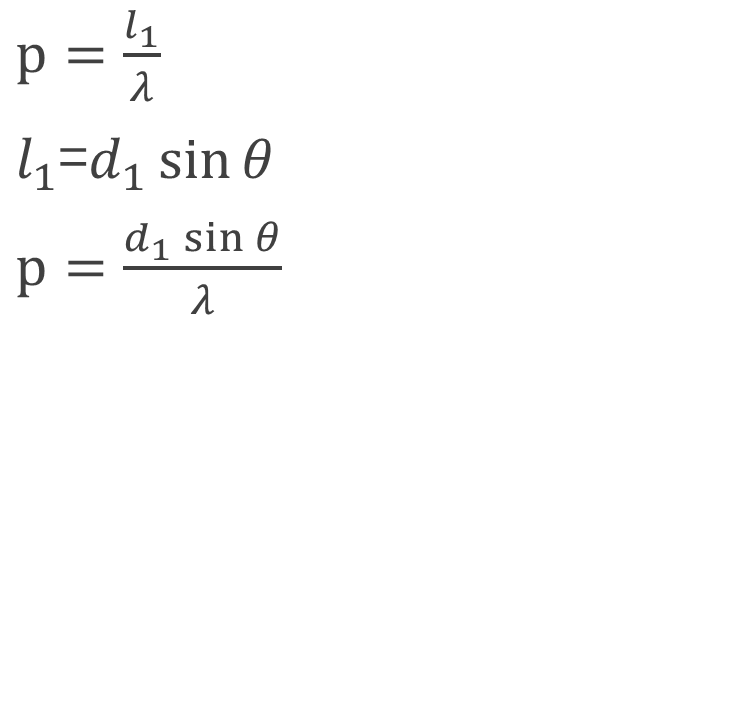 p = l₁/λ
l₁=d₁ sin θ
p = d₁ sin θ/λ